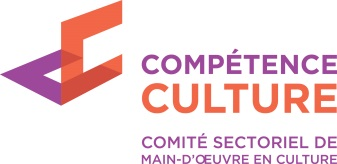 COMPÉTENCE
CULTURE
COMITÉ SECTORIEL DE
MAIN-D'ŒUVRE EN CULTURE